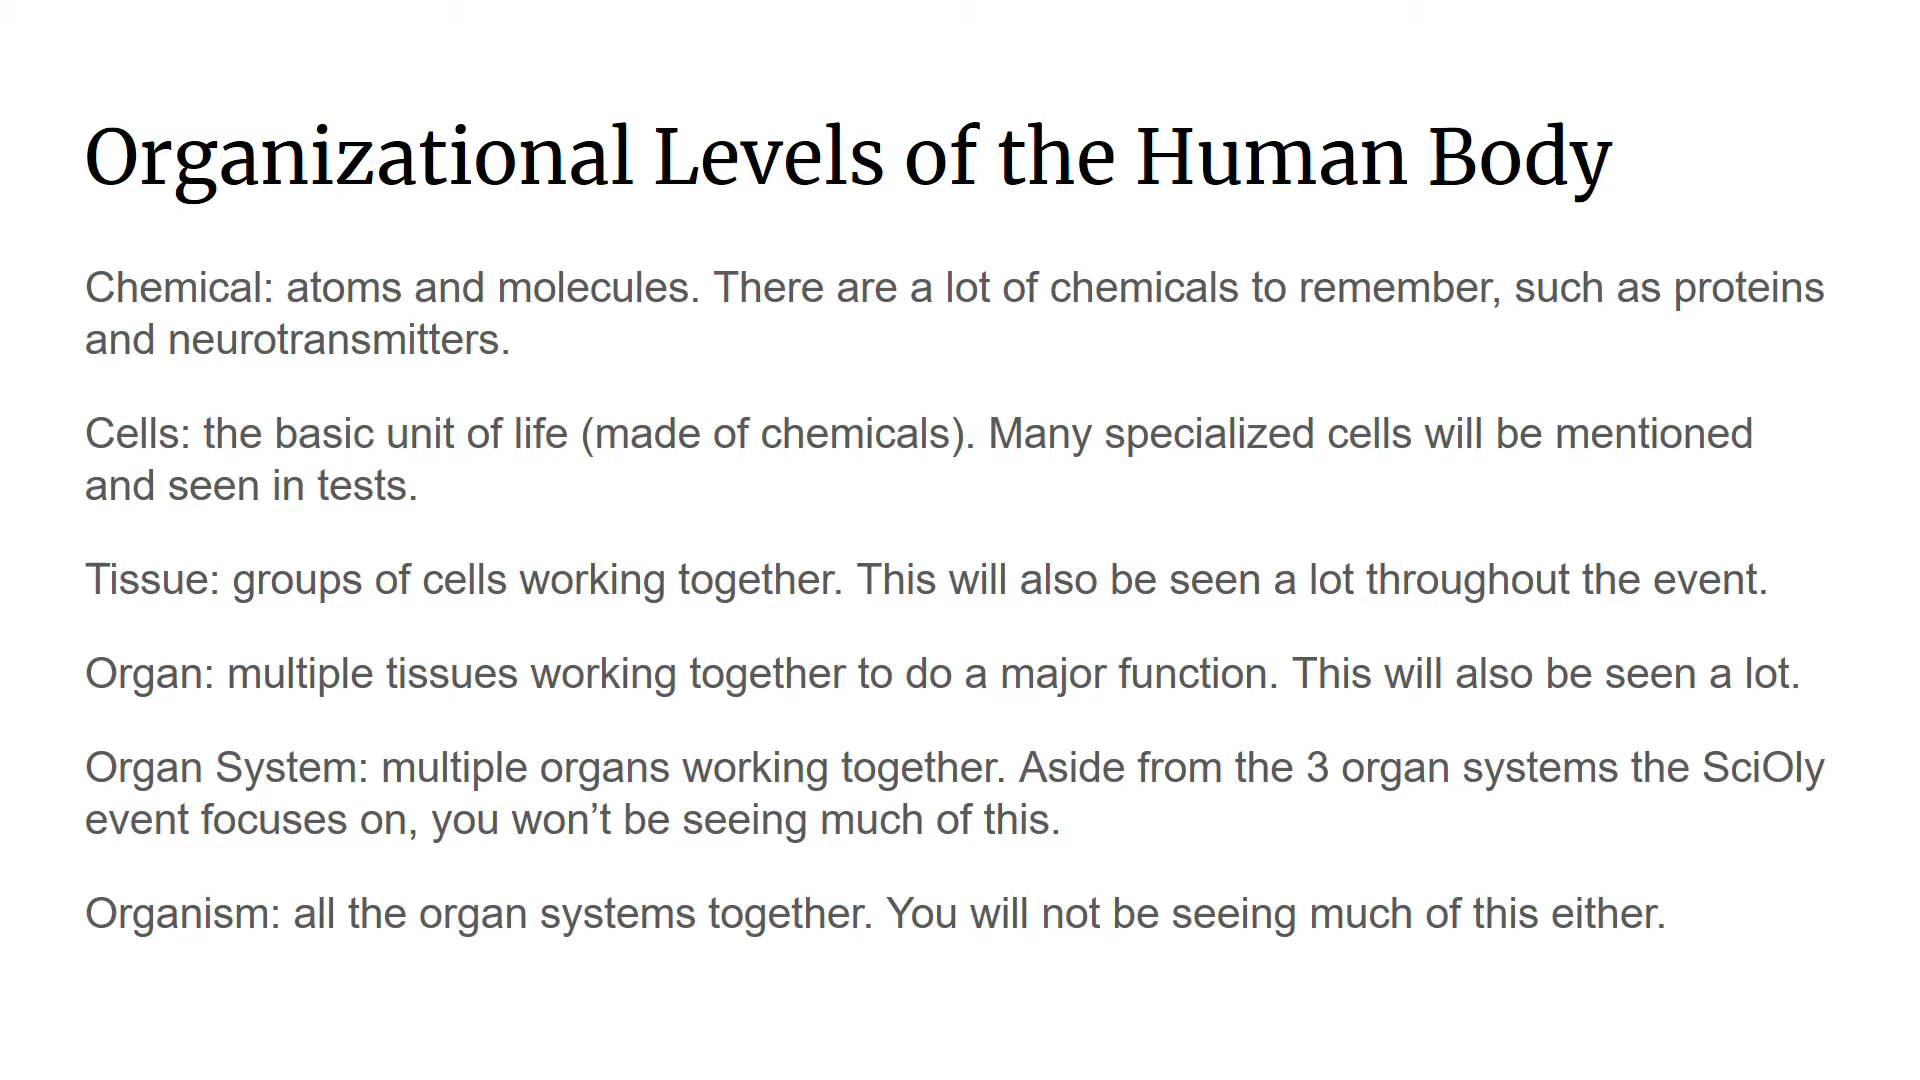 Organizational Levels of the Human Body
Chemical: atoms and molecules. There are a lot of chemicals to remember, such as proteins
and neurotransmitters.
Cells: the basic unit of life (made of chemicals). Many specialized cells will be mentioned
and seen in tests.
Tissue: groups of cells working together. This will also be seen a lot throughout the event.
Organ: multiple tissues working together to do a major function. This will also be seen a lot.
Organ System: multiple organs working together. Aside from the 3 organ systems the SciOly
event focuses on, you won’t be seeing much of this.
Organism: all the organ systems together. You will not be seeing much of this either.